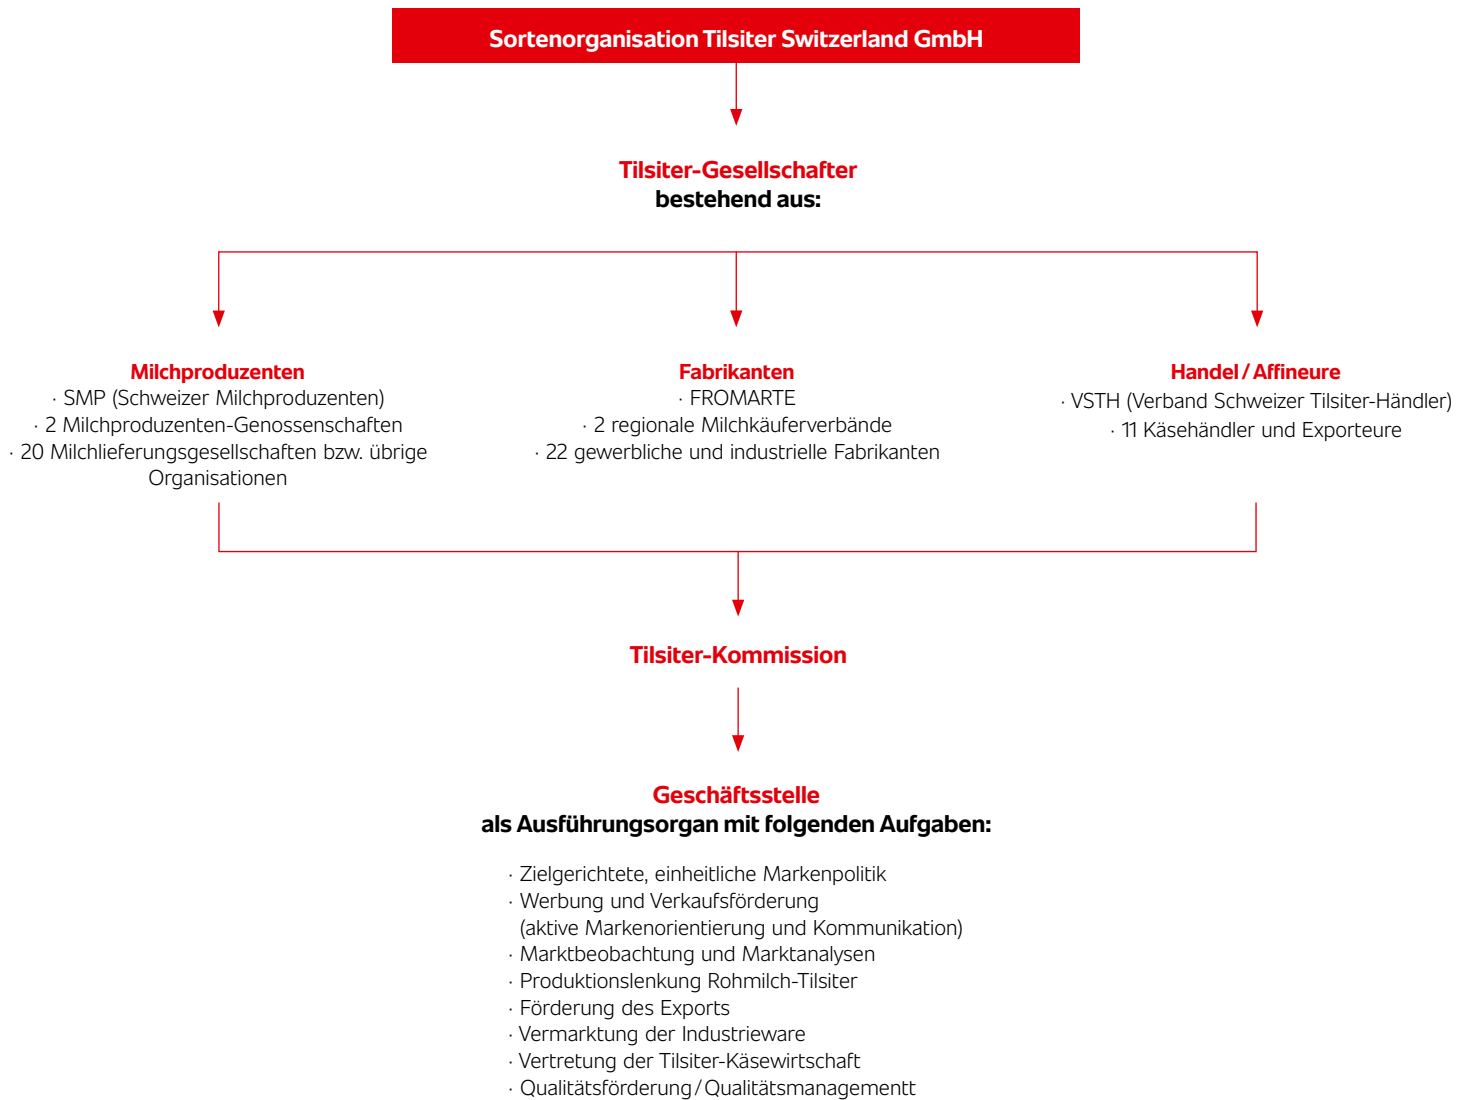 Sortenorganisation Tilsiter Switzerland GmbH
Tilsiter-Gesellschafter
bestehend aus:
Milchproduzenten
· SMP (Schweizer Milchproduzenten)
· 2 Milchproduzenten-Genossenschaften
· 20 Milchlieferungsgesellschaften bzw. übrige
Organisationen
Fabrikanten
· FROMARTE
· 2 regionale Milchkäuferverbände
· 22 gewerbliche und industrielle Fabrikanten
Handel / Affineure
· VSTH (Verband Schweizer Tilsiter-Händler)
· 11 Käsehändler und Exporteure
Tilsiter-Kommission
Geschäftsstelle
als Ausführungsorgan mit folgenden Aufgaben:
· Zielgerichtete, einheitliche Markenpolitik
· Werbung und Verkaufsförderung
(aktive Markenorientierung und Kommunikation)
· Marktbeobachtung und Marktanalysen
· Produktionslenkung Rohmilch-Tilsiter
· Förderung des Exports
· Vermarktung der Industrieware
· Vertretung der Tilsiter-Käsewirtschaft
· Qualitätsförderung / Qualitätsmanagementt